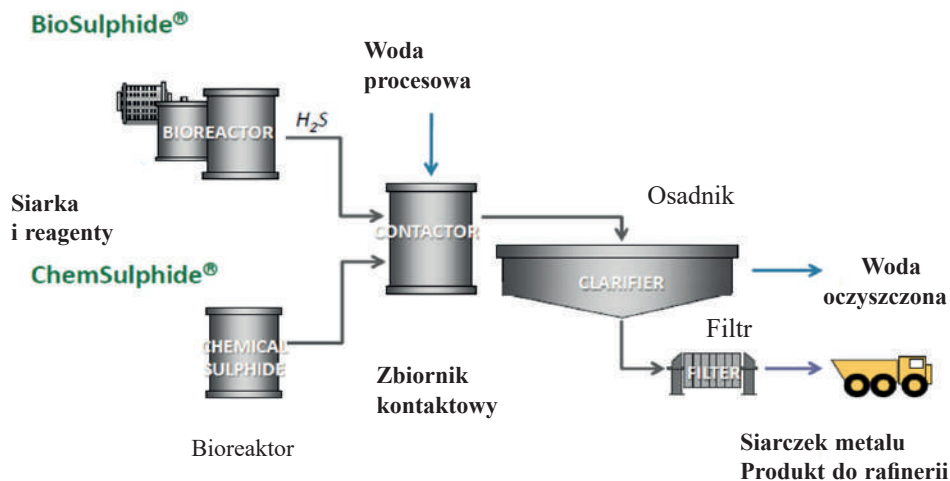 BioSulphide®
Woda
procesowa
BIOREACTOR
H₂S
Siarka
i reagenty
Osadnik
CONTACTOR
ChemSulphide®
CLARIFIER
Woda
oczyszczona
CHEMICAL
SULPHIDE
Filtr
FILTER
Zbiornik
kontaktowy
Bioreaktor
Siarczek metalu
Produkt do rafinerii